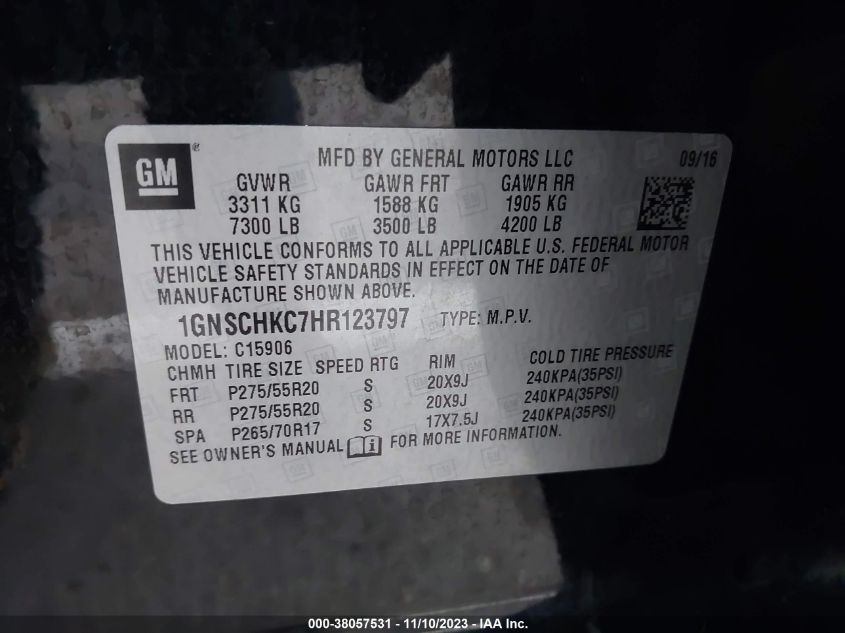 GM ®
MFD BY GENERAL MOTORS LLC 09/16
GVWR GAWR FRT GAWR RR
3311 KG 1588 KG 1905 KG
7300 LB 3500 LB 4200 LB
THIS VEHICLE CONFORMS TO ALL APPLICABLE U.S. FEDERAL MOTOR
VEHICLE SAFETY STANDARDS IN EFFECT ON THE DATE OF
MANUFACTURE SHOWN ABOVE.
1GNSCHKC7HR123797 TYPE: M.P.V.
MODEL: C15906
CHMH TIRE SIZE SPEED RTG RIM COLD TIRE PRESSURE
FRT P275/55R20 S 20X9J 240KPA(35PSI)
RR P275/55R20 S 20X9J 240KPA(35PSI)
SPA P265/70R17 S 17X7.5J 240KPA(35PSI)
SEE OWNER'S MANUAL FOR MORE INFORMATION.
000-38057531 - 11/10/2023 - IAA Inc.